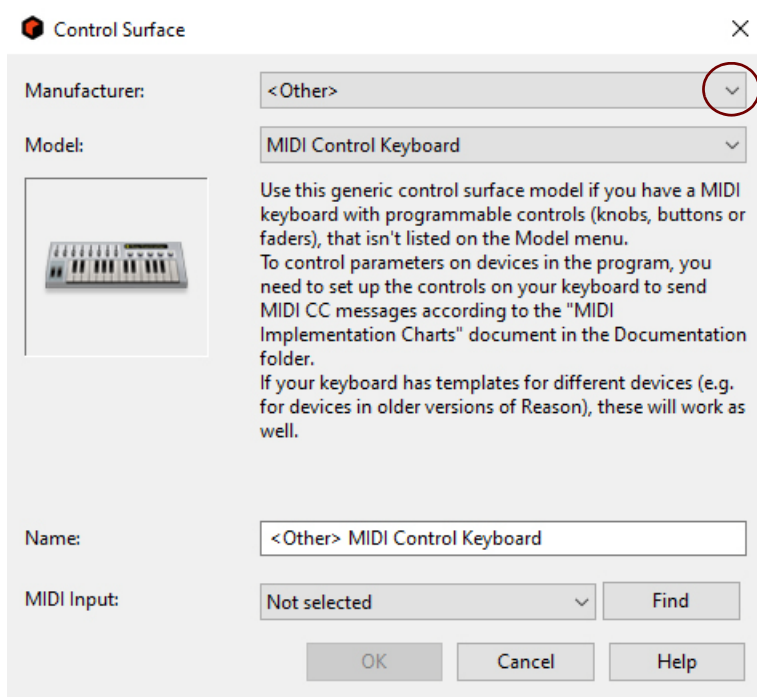 Control Surface
Manufacturer:
<Other>
Model:
MIDI Control Keyboard
Use this generic control surface model if you have a MIDI
keyboard with programmable controls (knobs, buttons or
faders), that isn't listed on the Model menu.
To control parameters on devices in the program, you
need to set up the controls on your keyboard to send
MIDI CC messages according to the "MIDI
Implementation Charts" document in the Documentation
folder.
If your keyboard has templates for different devices (e.g.
for devices in older versions of Reason), these will work as
well.
Name:
<Other> MIDI Control Keyboard
MIDI Input:
Not selected
Find
OK
Cancel
Help